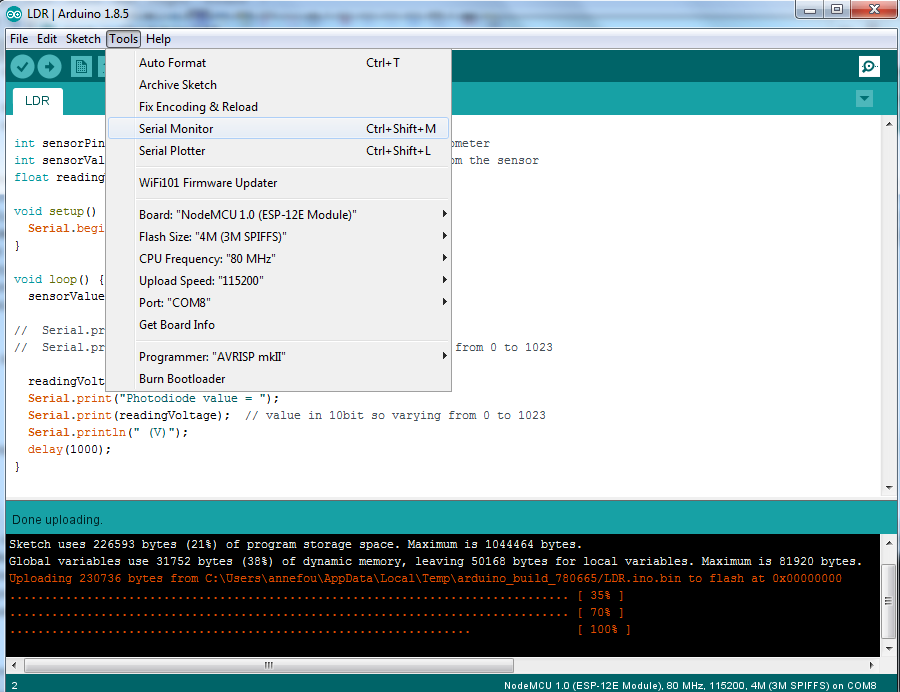 LDR | Arduino 1.8.5
File Edit Sketch Tools Help
LDR
Auto Format Ctrl+T
Archive Sketch
Fix Encoding & Reload
Serial Monitor Ctrl+Shift+M
Serial Plotter Ctrl+Shift+L
WiFi101 Firmware Updater
Board: "NodeMCU 1.0 (ESP-12E Module)"
Flash Size: "4M (3M SPIFFS)"
CPU Frequency: "80 MHz"
Upload Speed: "115200"
Port: "COM8"
Get Board Info
Programmer: "AVRISP mkII"
Burn Bootloader
int sensorPin ometer
int sensorVal om the sensor
float reading
void setup()
Serial.begi
}
void loop() {
sensorValue
// Serial.pr
// Serial.pr from 0 to 1023
readingVolt
Serial.print("Photodiode value = ");
Serial.print(readingVoltage); // value in 10bit so varying from 0 to 1023
Serial.println(" (V)");
delay(1000);
}
Done uploading.
Sketch uses 226593 bytes (21%) of program storage space. Maximum is 1044464 bytes.
Global variables use 31752 bytes (38%) of dynamic memory, leaving 50168 bytes for local variables. Maximum is 81920 bytes.
Uploading 230736 bytes from C:\Users\annefou\AppData\Local\Temp\arduino_build_780665/LDR.ino.bin to flash at 0x00000000
................................................................................ [ 35% ]
................................................................................ [ 70% ]
.................................................................. [ 100% ]
2 NodeMCU 1.0 (ESP-12E Module), 80 MHz, 115200, 4M (3M SPIFFS) on COM8